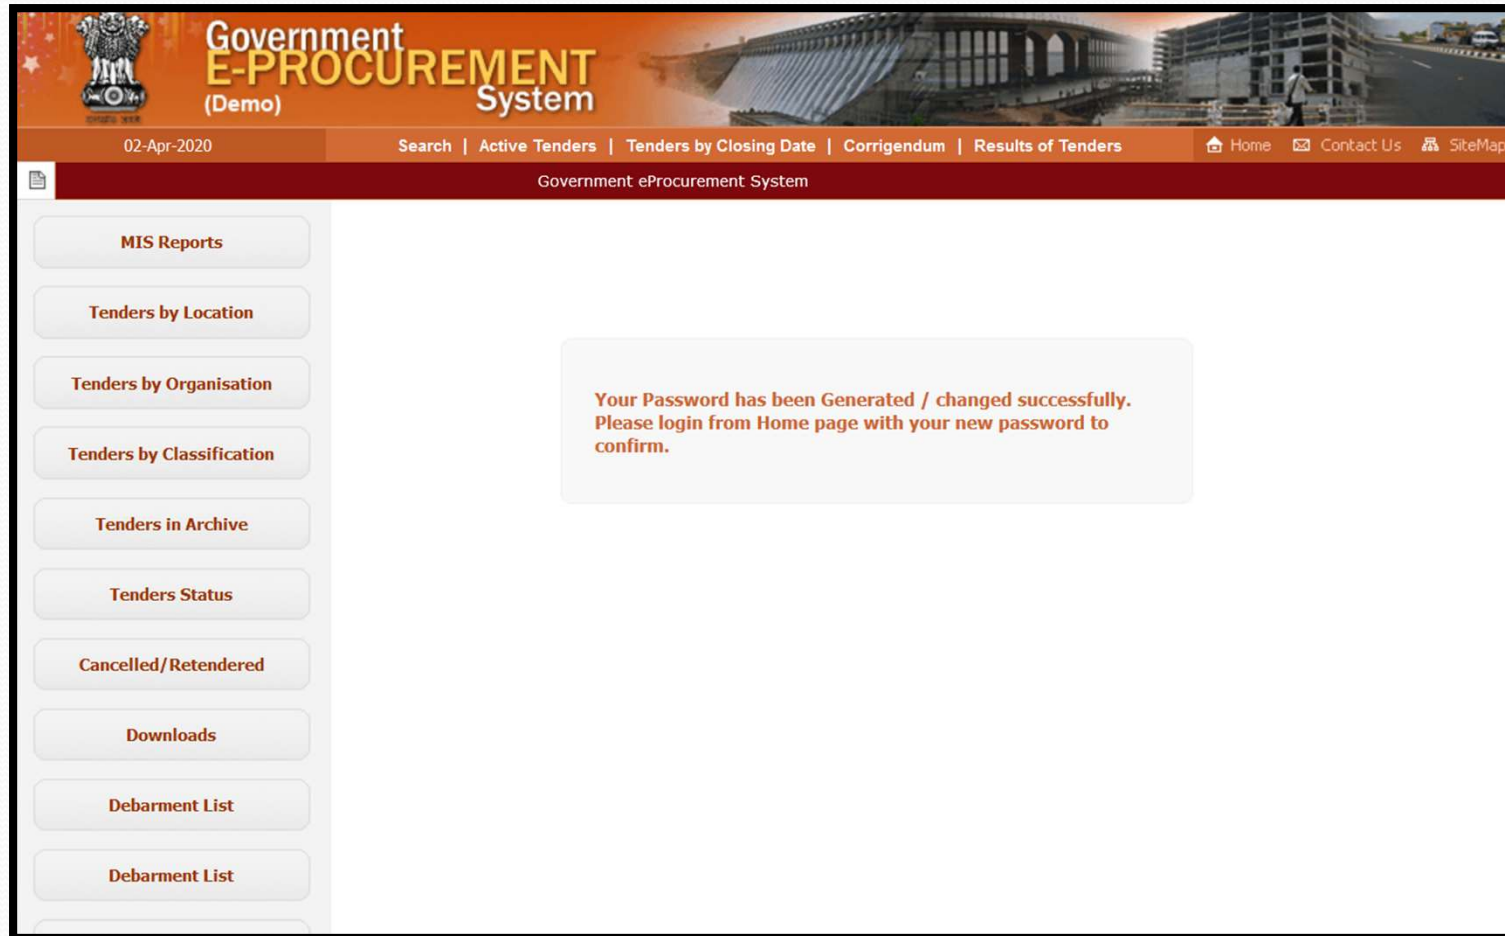 Government
E-PROCUREMENT
(Demo) System
02-Apr-2020
Search | Active Tenders | Tenders by Closing Date | Corrigendum | Results of Tenders
Home Contact Us SiteMap
Government eProcurement System
MIS Reports
Tenders by Location
Tenders by Organisation
Tenders by Classification
Tenders in Archive
Tenders Status
Cancelled/Retendered
Downloads
Debarment List
Debarment List
Your Password has been Generated / changed successfully.
Please login from Home page with your new password to
confirm.